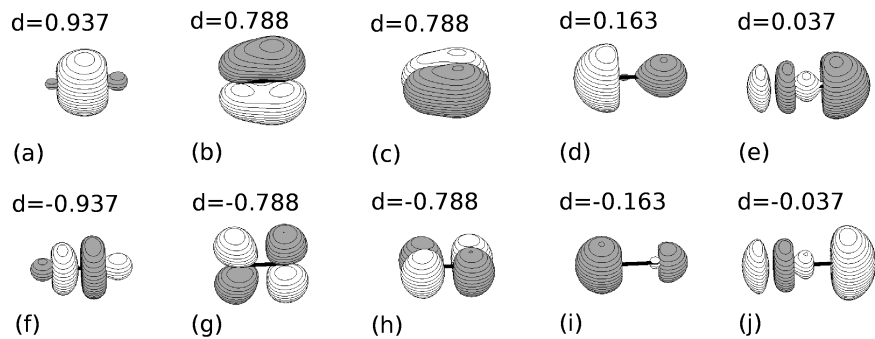 d=0.937 d=0.788 d=0.788 d=0.163 d=0.037
(a) (b) (c) (d) (e)
d=-0.937 d=-0.788 d=-0.788 d=-0.163 d=-0.037
(f) (g) (h) (i) (j)